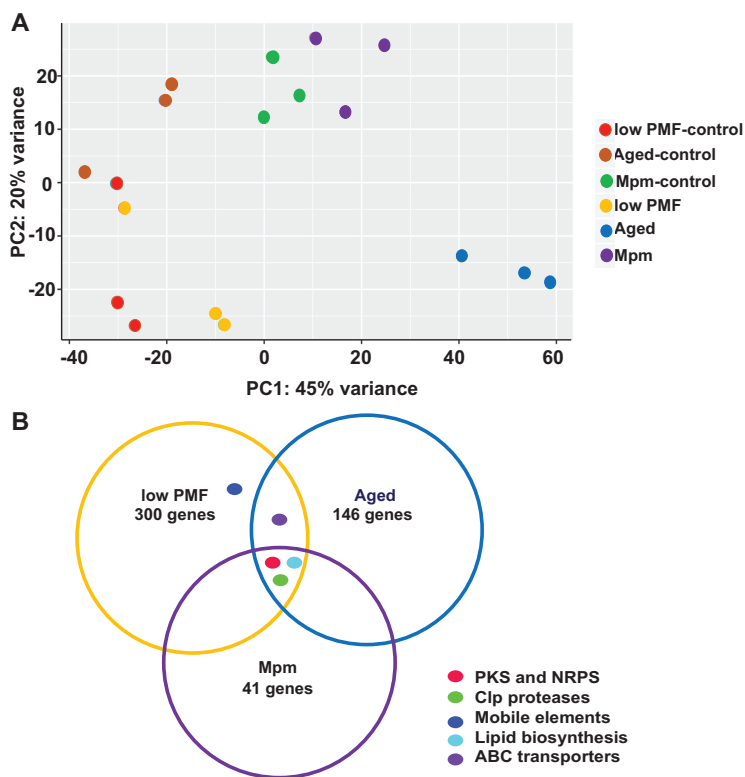 A
PC2: 20% variance
20
10
0
-10
-20
-40
-20
0
20
40
60
PC1: 45% variance
low PMF-control
Aged-control
Mpm-control
low PMF
Aged
Mpm
B
low PMF
300 genes
Aged
146 genes
Mpm
41 genes
PKS and NRPS
Clp proteases
Mobile elements
Lipid biosynthesis
ABC transporters